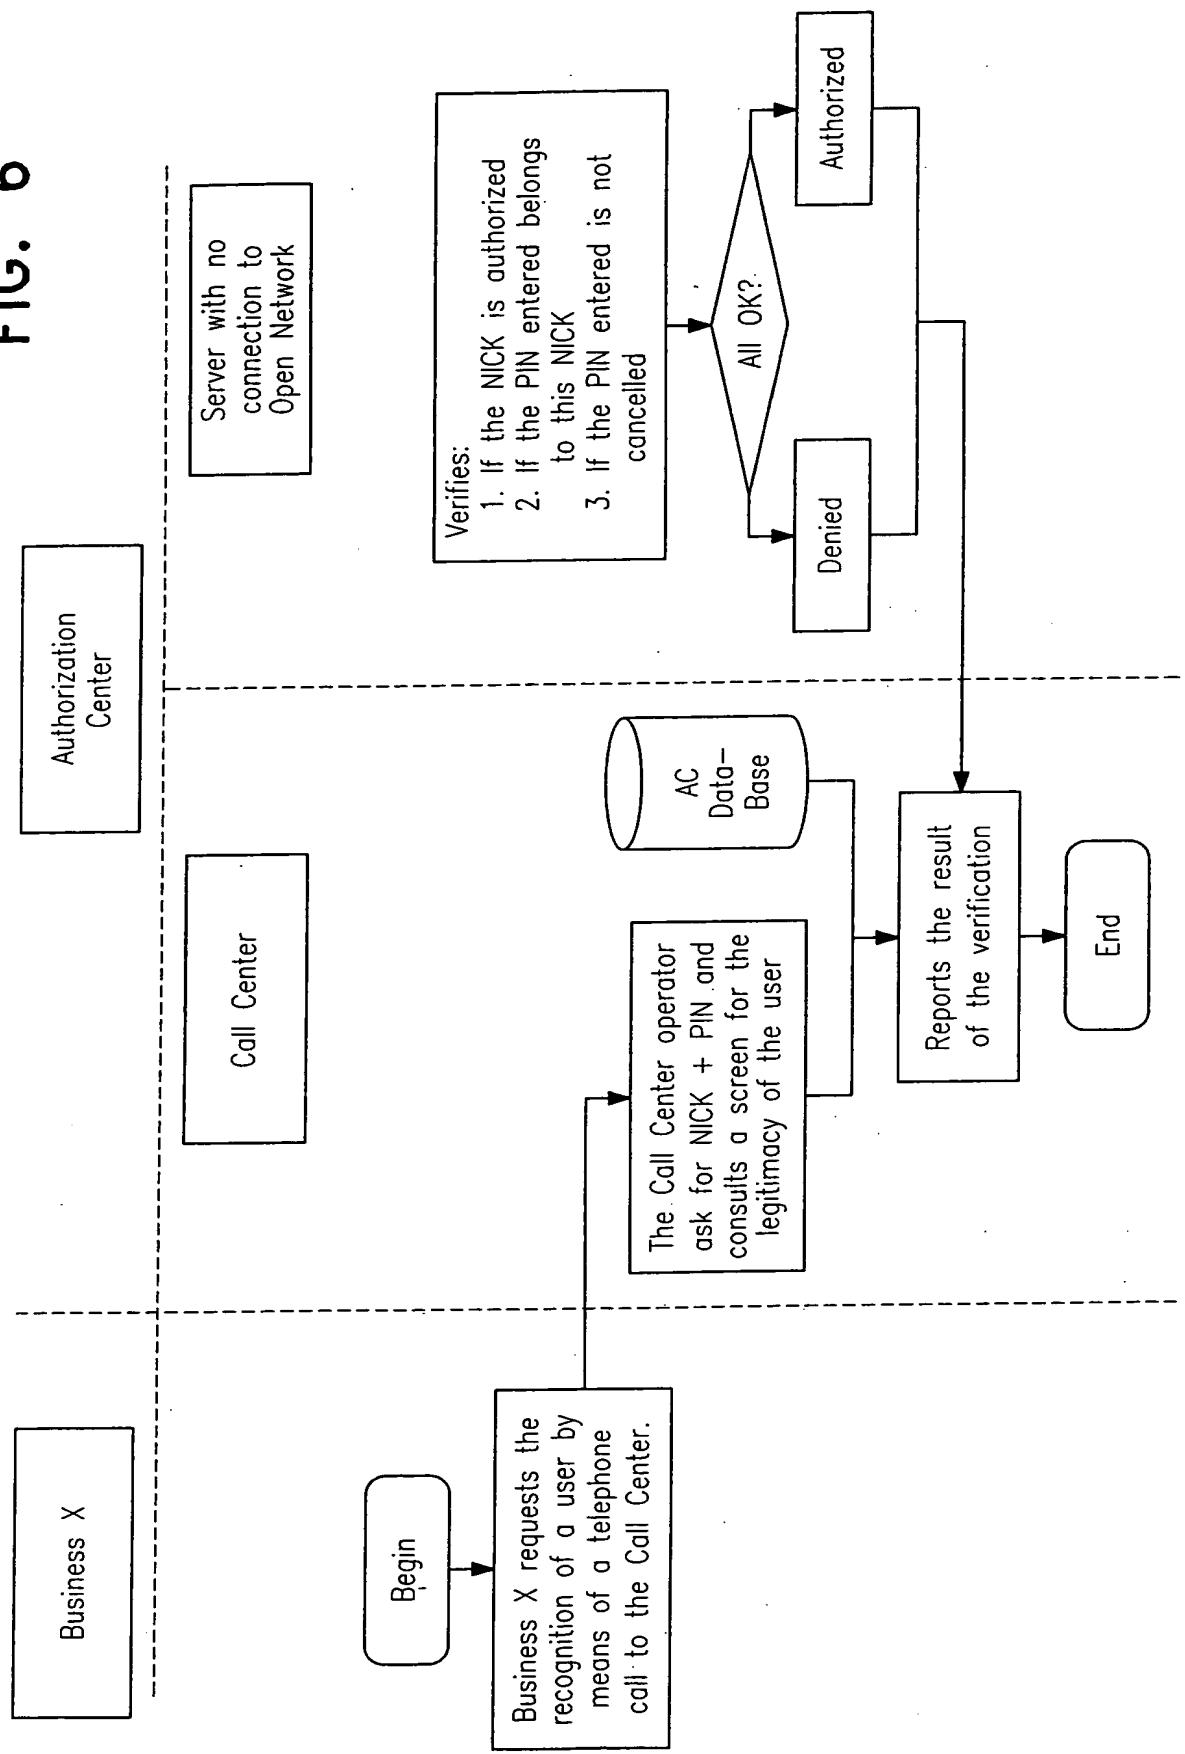 FIG. 6
Business X
Authorization
Center
Call Center
Server with no
connection to
Open Network
Begin
Business X requests the
recognition of a user by
means of a telephone
call to the Call Center.
The Call Center operator
ask for NICK + PIN and
consults a screen for the
legitimacy of the user
AC
Data-
Base
Reports the result
of the verification
End
Verifies:
1. If the NICK is authorized
2. If the PIN entered belongs
to this NICK
3. If the PIN entered is not
cancelled
All OK?
Denied
Authorized